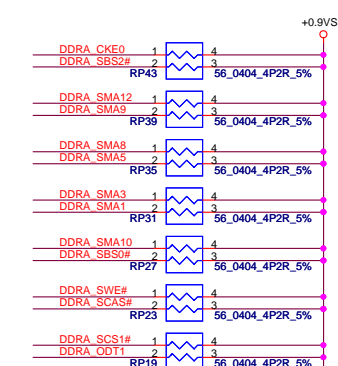 +0.9VS
DDRA_CKE0 1 4
DDRA_SBS2# 2 3
RP43 56_0404_4P2R_5%
DDRA_SMA12 1 4
DDRA_SMA9 2 3
RP39 56_0404_4P2R_5%
DDRA_SMA8 1 4
DDRA_SMA5 2 3
RP35 56_0404_4P2R_5%
DDRA_SMA3 1 4
DDRA_SMA1 2 3
RP31 56_0404_4P2R_5%
DDRA_SMA10 1 4
DDRA_SBS0# 2 3
RP27 56_0404_4P2R_5%
DDRA_SWE# 1 4
DDRA_SCAS# 2 3
RP23 56_0404_4P2R_5%
DDRA_SCS1# 1 4
DDRA_ODT1 2 3
RP19 56_0404_4P2R_5%